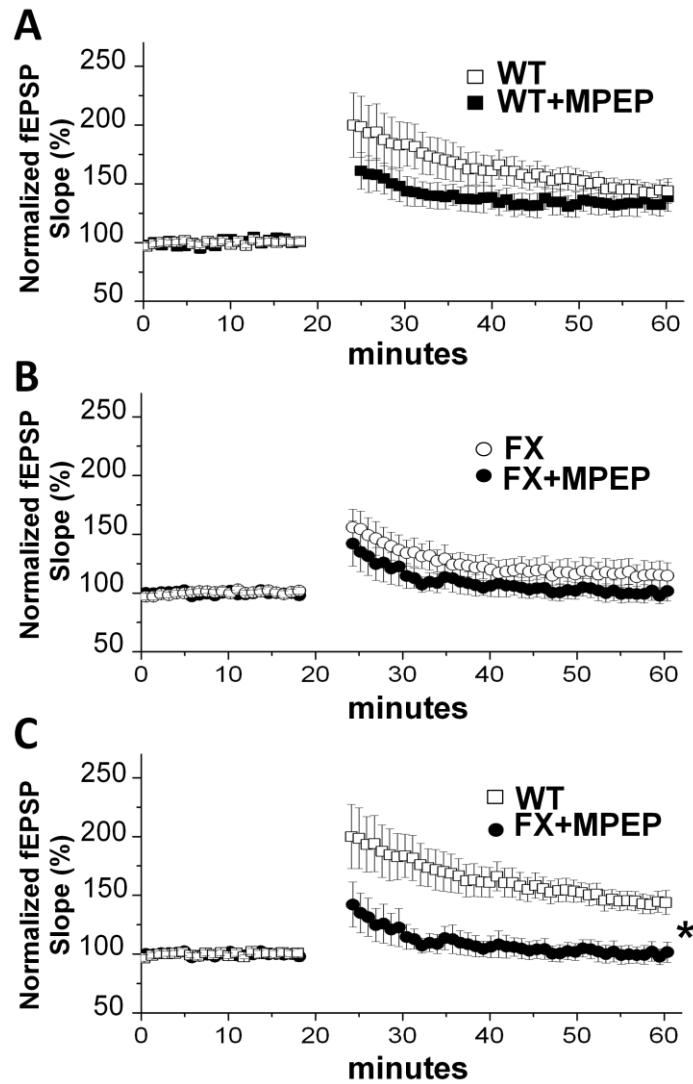 A
Normalized fEPSP
Slope (%)
250
200
150
100
50
WT
WT+MPEP
0 10 20 30 40 50 60
minutes
B
Normalized fEPSP
Slope (%)
250
200
150
100
50
FX
FX+MPEP
0 10 20 30 40 50 60
minutes
C
Normalized fEPSP
Slope (%)
250
200
150
100
50
WT
FX+MPEP
*
0 10 20 30 40 50 60
minutes